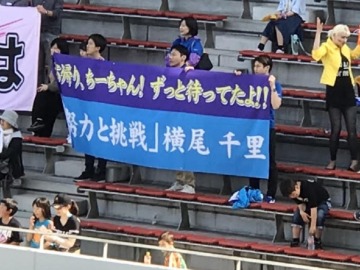 は
帰り、ちーちゃん！ずっと待ってたよ！！
努力と挑戦」横尾 千里